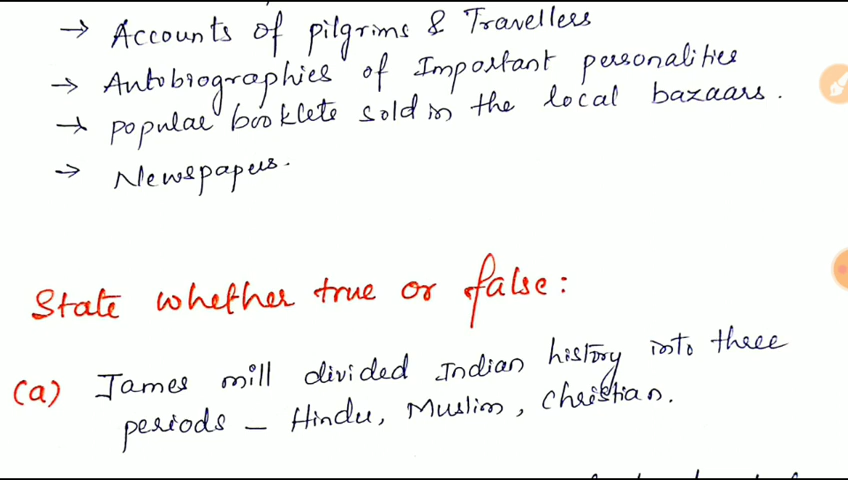 → Accounts of pilgrims & Travellers
→ Autobiographies of Important personalities
→ popular booklets sold in the local bazaars.
→ Newspapers.
State whether true or false:
(a) James mill divided Indian history into three
periods – Hindu, Muslim, Christian.